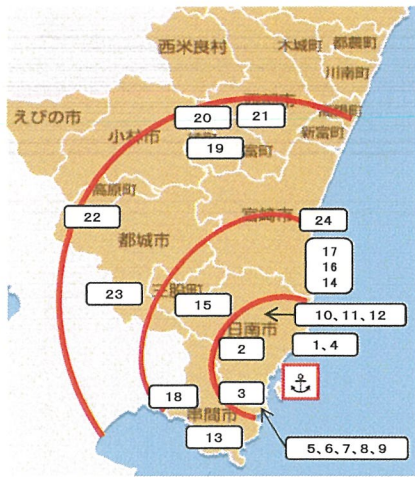 西米良村
木城町
都農町
川南町
えびの市
20
21
高鍋町
小林市
新富町
19
富町
高原町
22
宮崎市
24
都城市
17
16
14
23
三股町
15
10、11、12
日南市
2
1、4
18
3
串間市
13
5、6、7、8、9